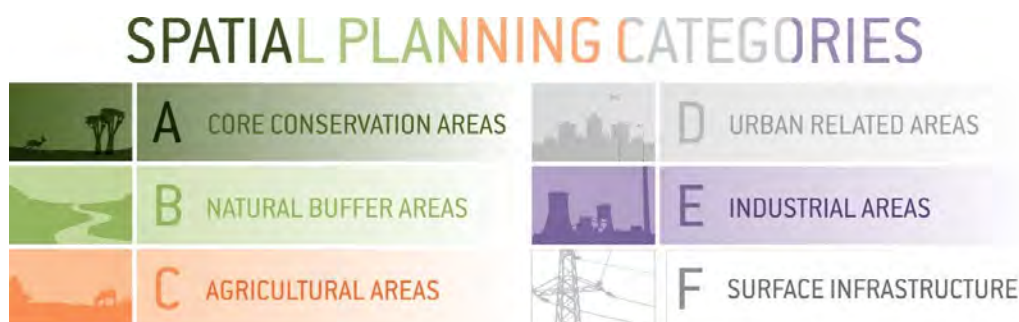 SPATIAL PLANNING CATEGORIES
A CORE CONSERVATION AREAS
B NATURAL BUFFER AREAS
C AGRICULTURAL AREAS
D URBAN RELATED AREAS
E INDUSTRIAL AREAS
F SURFACE INFRASTRUCTURE